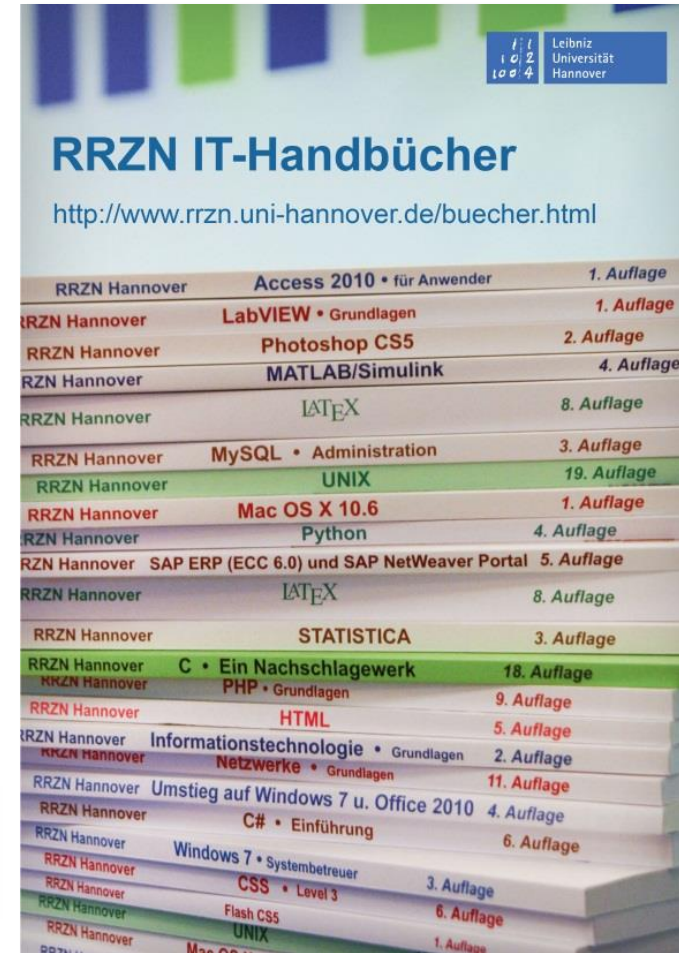 Leibniz
Universität
Hannover
RRZN IT-Handbücher
http://www.rrzn.uni-hannover.de/buecher.html
RRZN Hannover Access 2010 • für Anwender 1. Auflage
RRZN Hannover LabVIEW • Grundlagen 1. Auflage
RRZN Hannover Photoshop CS5 2. Auflage
RZN Hannover MATLAB/Simulink 4. Auflage
RRZN Hannover LATEX 8. Auflage
RRZN Hannover MySQL • Administration 3. Auflage
RRZN Hannover UNIX 19. Auflage
RRZN Hannover Mac OS X 10.6 1. Auflage
RZN Hannover Python 4. Auflage
RZN Hannover SAP ERP (ECC 6.0) und SAP NetWeaver Portal 5. Auflage
RRZN Hannover LATEX 8. Auflage
RRZN Hannover STATISTICA 3. Auflage
RRZN Hannover C • Ein Nachschlagewerk 18. Auflage
RRZN Hannover PHP • Grundlagen 9. Auflage
RRZN Hannover HTML 5. Auflage
RRZN Hannover Informationstechnologie • Grundlagen 2. Auflage
RRZN Hannover Netzwerke • Grundlagen 11. Auflage
RRZN Hannover Umstieg auf Windows 7 u. Office 2010 4. Auflage
RRZN Hannover C# • Einführung 6. Auflage
RRZN Hannover Windows 7 • Systembetreuer 3. Auflage
RRZN Hannover CSS • Level 3 6. Auflage
RRZN Hannover Flash CS5
RRZN Hannover UNIX 1. Auflage
Mac OS